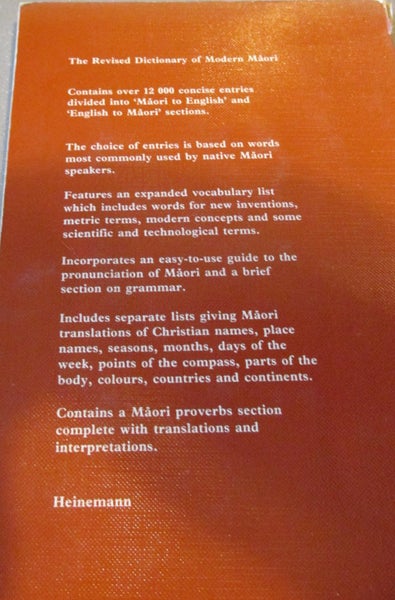 The Revised Dictionary of Modern Māori
Contains over 12 000 concise entries
divided into 'Māori to English' and
'English to Māori' sections.
The choice of entries is based on words
most commonly used by native Māori
speakers.
Features an expanded vocabulary list
which includes words for new inventions,
metric terms, modern concepts and some
scientific and technological terms.
Incorporates an easy-to-use guide to the
pronunciation of Māori and a brief
section on grammar.
Includes separate lists giving Māori
translations of Christian names, place
names, seasons, months, days of the
week, points of the compass, parts of the
body, colours, countries and continents.
Contains a Māori proverbs section
complete with translations and
interpretations.
Heinemann